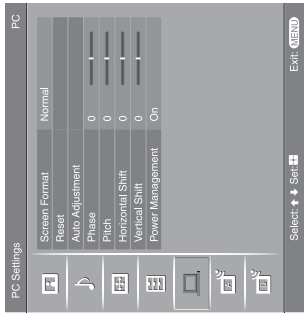 PC Settings PC
Screen Format Normal
Reset
Auto Adjustment
Phase 0
Pitch 0
Horizontal Shift 0
Vertical Shift 0
Power Management On
Select: Set: Exit: MENU